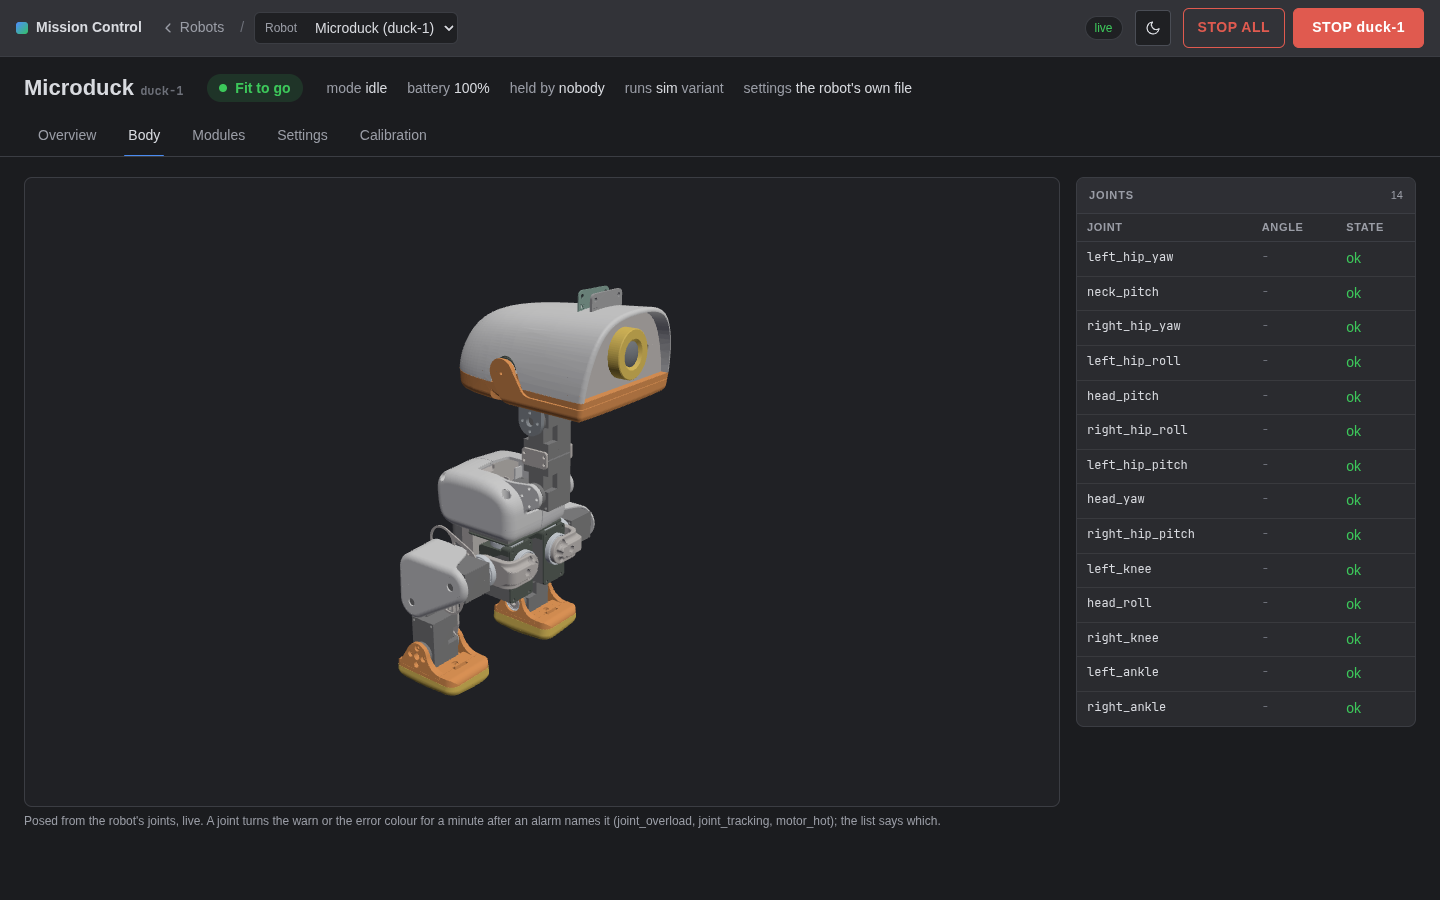 Mission Control
Robots
/
Robot Microduck (duck-1)
live
STOP ALL
STOP duck-1
Microduck duck-1
Fit to go
mode idle
battery 100%
held by nobody
runs sim variant
settings the robot's own file
Overview
Body
Modules
Settings
Calibration
JOINTS 14
JOINT ANGLE STATE
left_hip_yaw - ok
neck_pitch - ok
right_hip_yaw - ok
left_hip_roll - ok
head_pitch - ok
right_hip_roll - ok
left_hip_pitch - ok
head_yaw - ok
right_hip_pitch - ok
left_knee - ok
head_roll - ok
right_knee - ok
left_ankle - ok
right_ankle - ok
Posed from the robot's joints, live. A joint turns the warn or the error colour for a minute after an alarm names it (joint_overload, joint_tracking, motor_hot); the list says which.